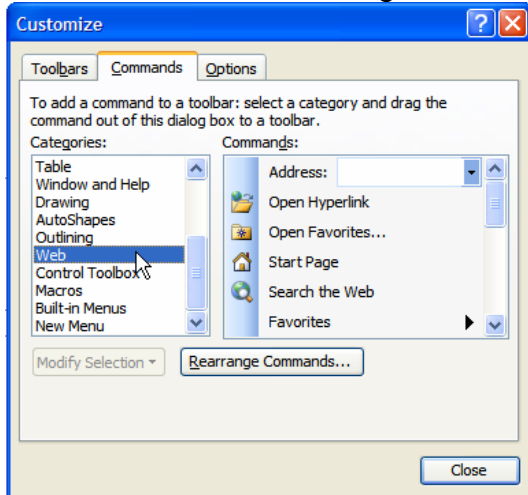 Customize
Toolbars Commands Options
To add a command to a toolbar: select a category and drag the
command out of this dialog box to a toolbar.
Categories: Commands:
Table
Window and Help
Drawing
AutoShapes
Outlining
Web
Control Toolbox
Macros
Built-in Menus
New Menu
Address:
Open Hyperlink
Open Favorites...
Start Page
Search the Web
Favorites
Modify Selection Rearrange Commands...
Close